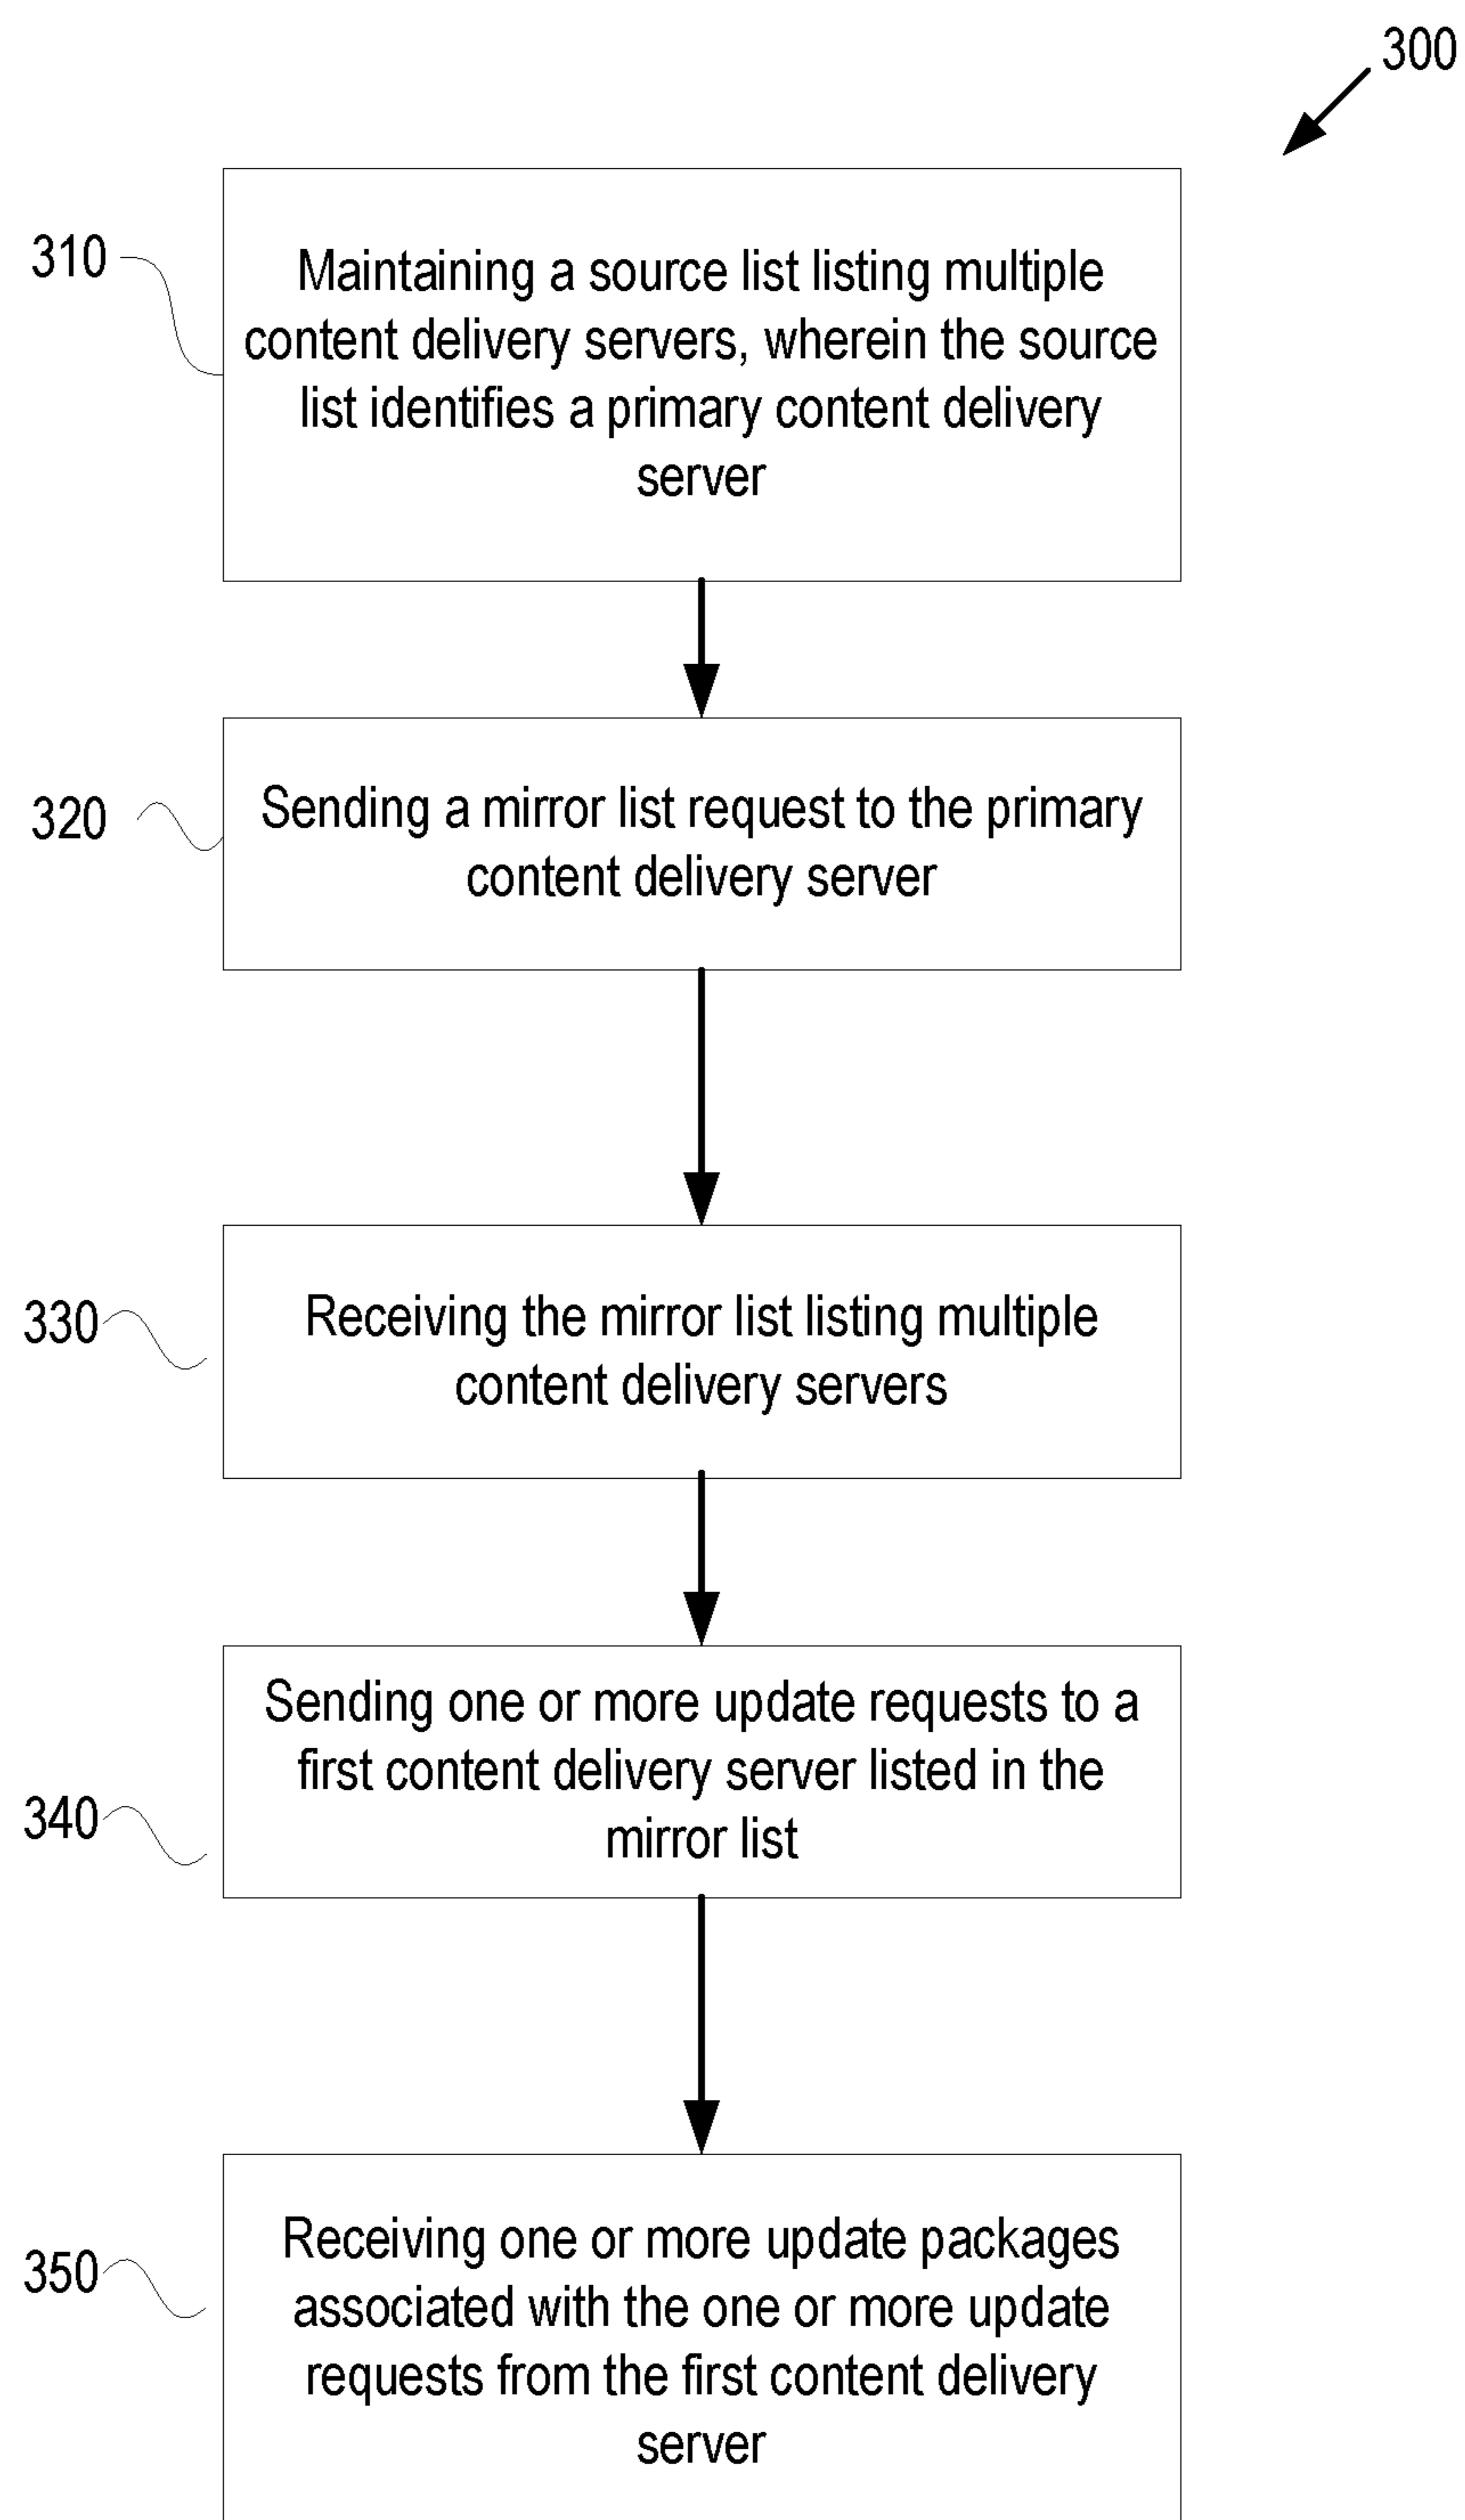 300
310
Maintaining a source list listing multiple
content delivery servers, wherein the source
list identifies a primary content delivery
server
320
Sending a mirror list request to the primary
content delivery server
330
Receiving the mirror list listing multiple
content delivery servers
340
Sending one or more update requests to a
first content delivery server listed in the
mirror list
350
Receiving one or more update packages
associated with the one or more update
requests from the first content delivery
server